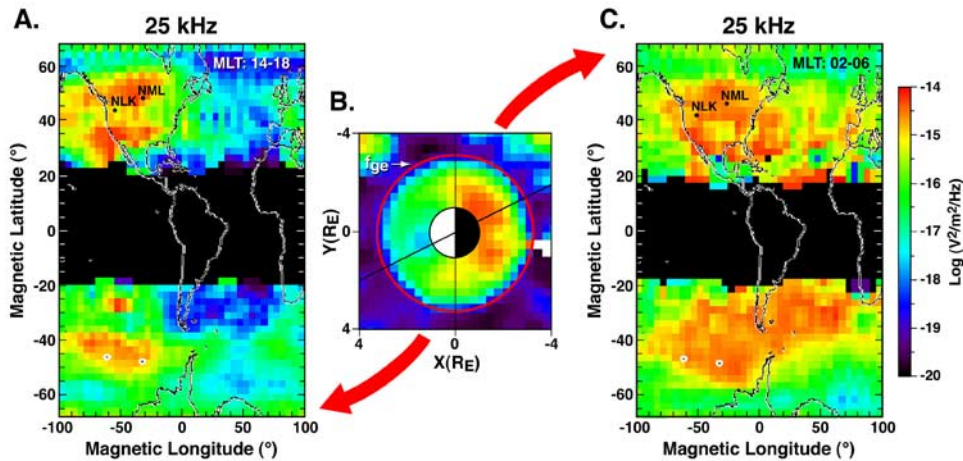 A.
25 kHz
MLT: 14-18
NML
NLK
Magnetic Latitude (°)
60
40
20
0
-20
-40
-60
-100
-50
0
50
100
Magnetic Longitude (°)
B.
fge
-4
0
4
Y(RE)
4
0
-4
X(RE)
C.
25 kHz
MLT: 02-06
NML
NLK
Magnetic Latitude (°)
60
40
20
0
-20
-40
-60
-100
-50
0
50
100
Magnetic Longitude (°)
-14
-15
-16
-17
-18
-19
-20
Log (V²/m²/Hz)